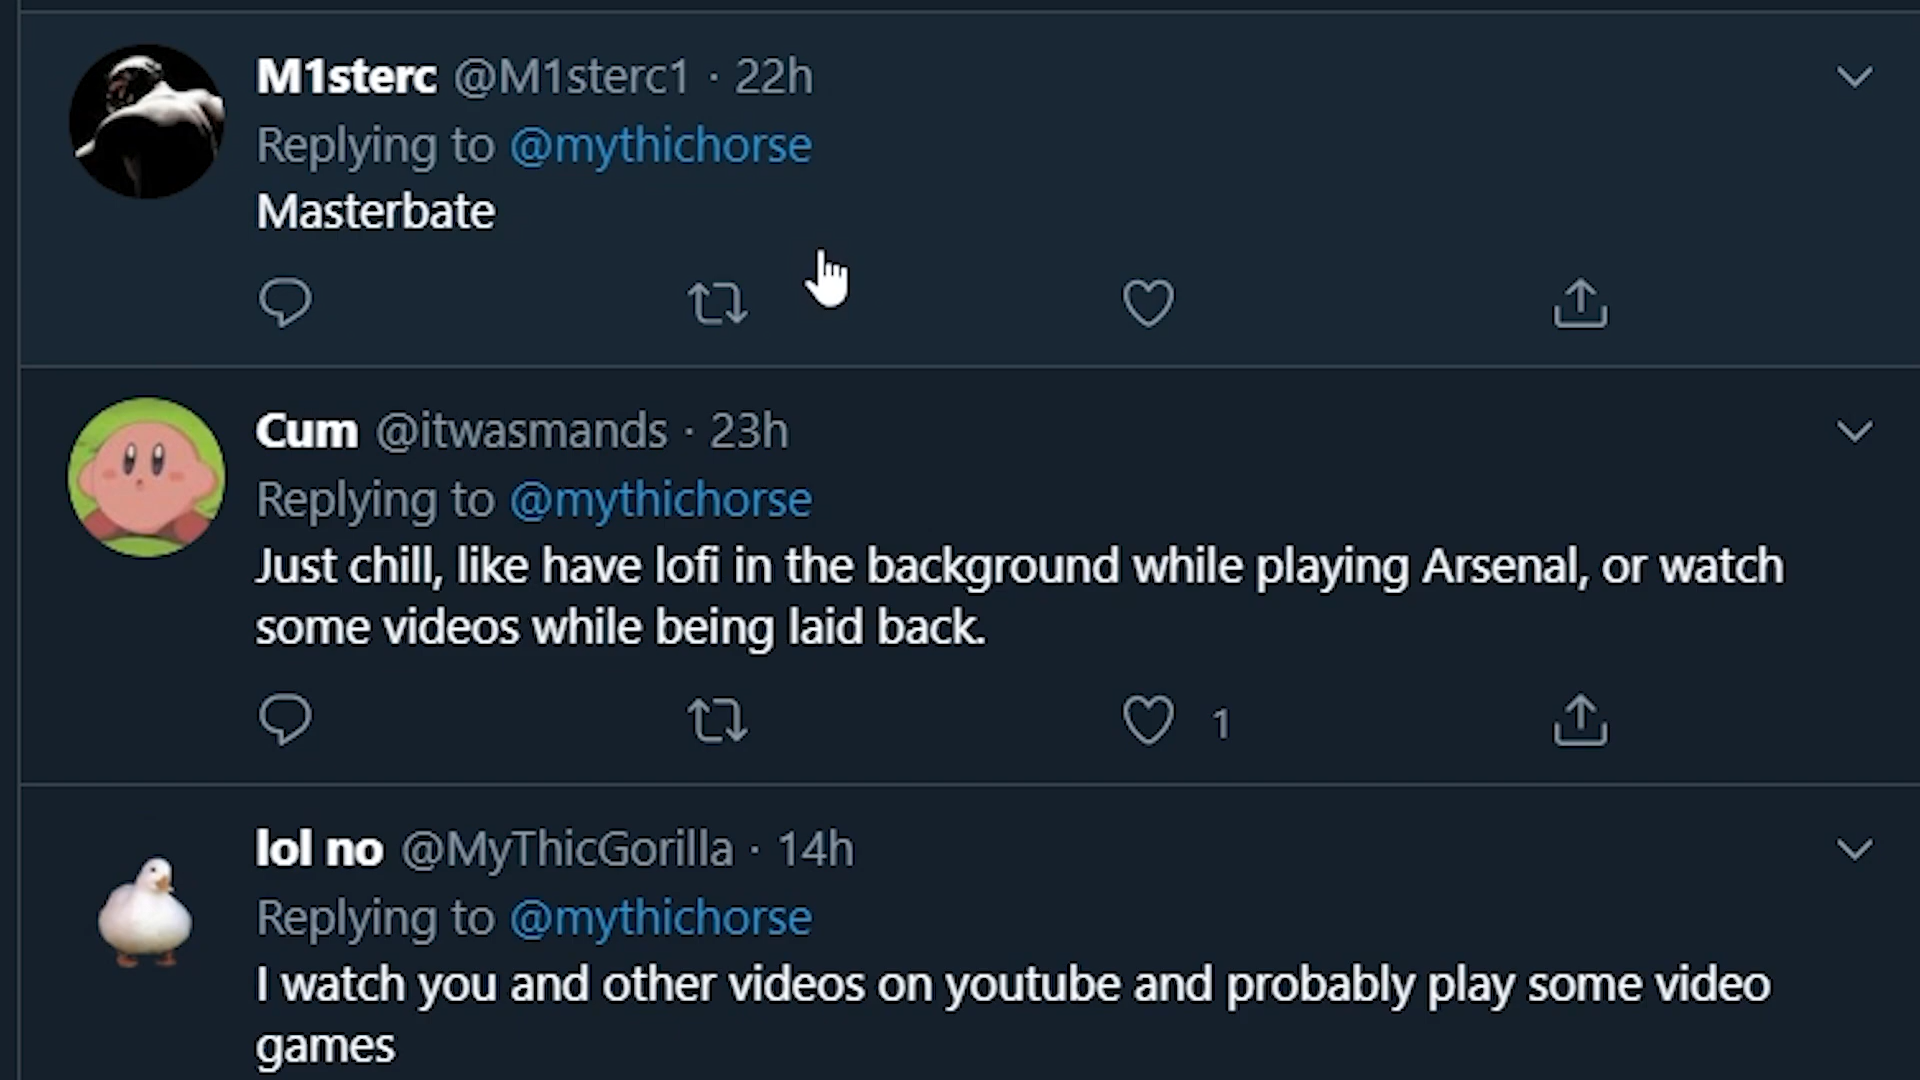 M1sterc @M1sterc1 · 22h
Replying to @mythichorse
Masterbate
Cum @itwasmands · 23h
Replying to @mythichorse
Just chill, like have lofi in the background while playing Arsenal, or watch
some videos while being laid back.
1
lol no @MyThicGorilla · 14h
Replying to @mythichorse
I watch you and other videos on youtube and probably play some video
games